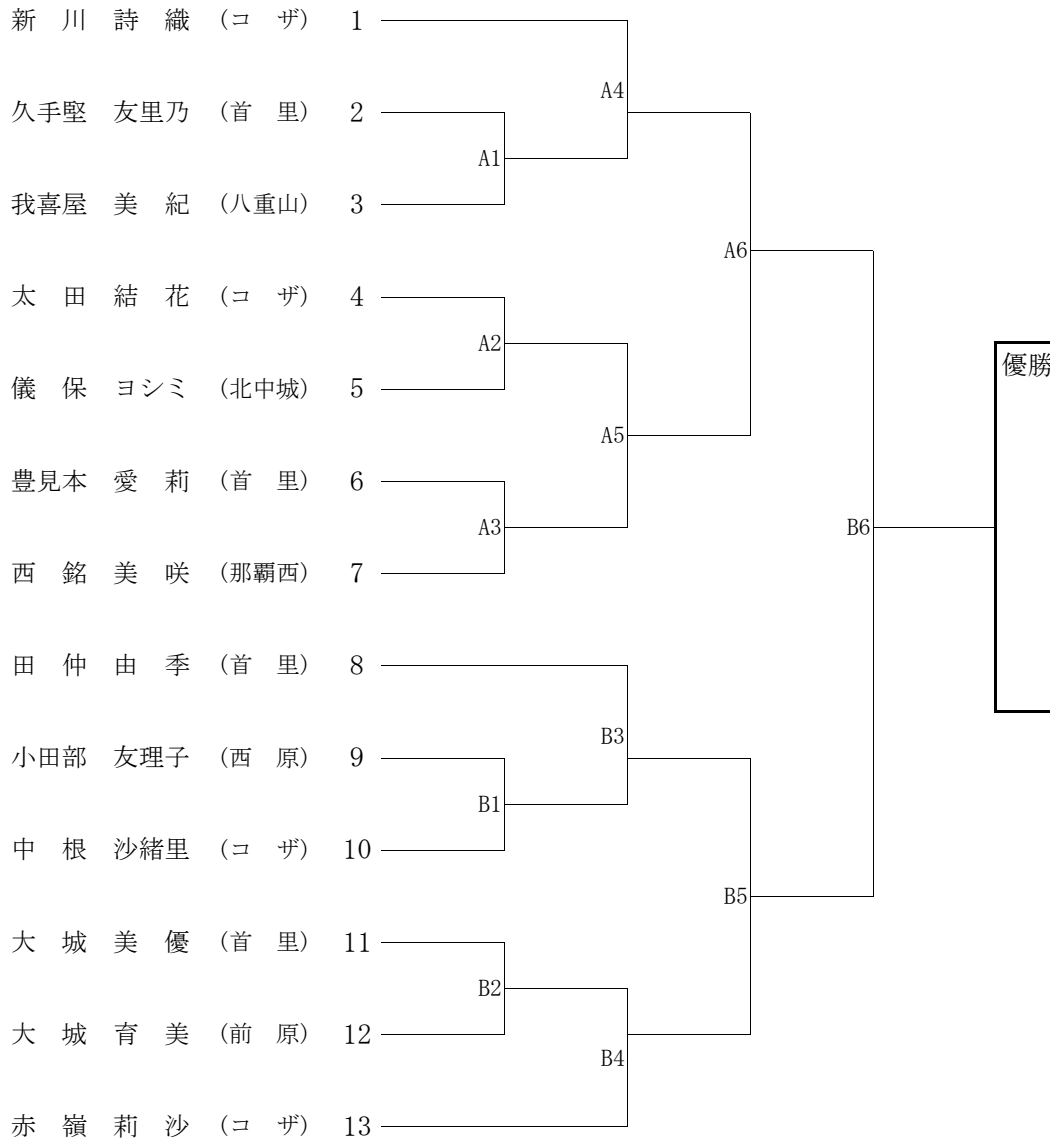 新 川 詩 織 (コ ザ) 1
A4
久手堅 友里乃 (首 里) 2
A1
我喜屋 美 紀 (八重山) 3
A6
太 田 結 花 (コ ザ) 4
A2
優勝
儀 保 ヨシミ (北中城) 5
A5
豊見本 愛 莉 (首 里) 6
A3
B6
西 銘 美 咲 (那覇西) 7
田 仲 由 季 (首 里) 8
B3
小田部 友理子 (西 原) 9
B1
中 根 沙緒里 (コ ザ) 10
B5
大 城 美 優 (首 里) 11
B2
大 城 育 美 (前 原) 12
B4
赤 嶺 莉 沙 (コ ザ) 13